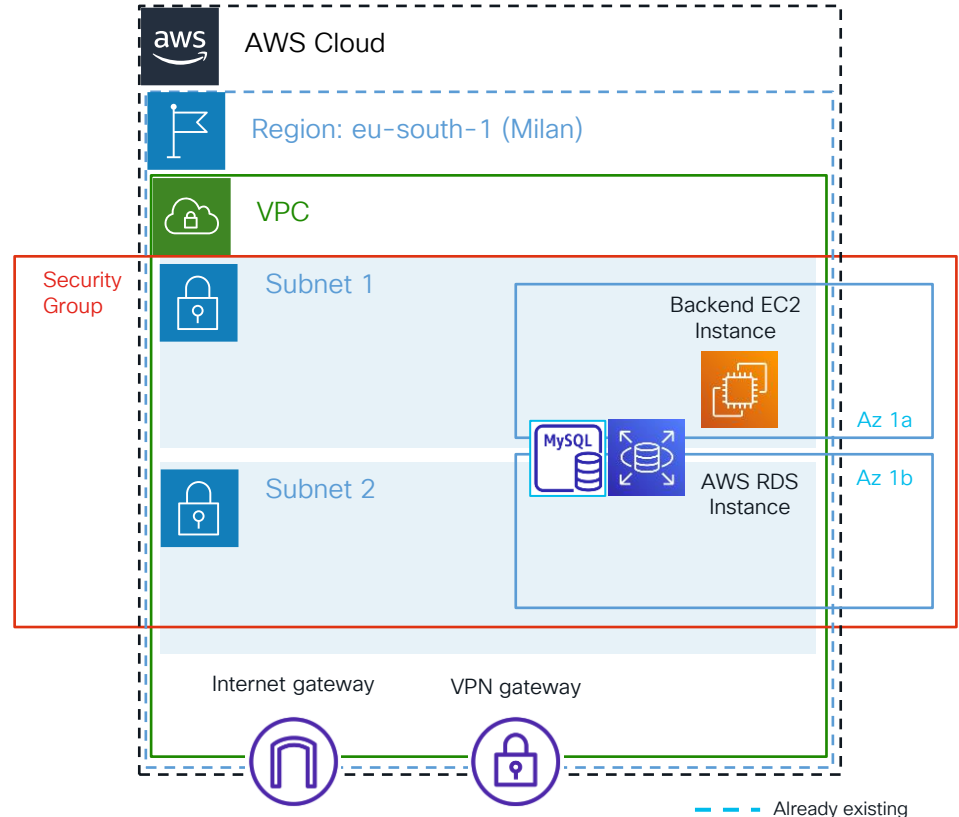 aws
AWS Cloud
Region: eu-south-1 (Milan)
VPC
Security
Group
Subnet 1
Backend EC2
Instance
Az 1a
MySQL
Subnet 2
AWS RDS
Instance
Az 1b
Internet gateway
VPN gateway
Already existing